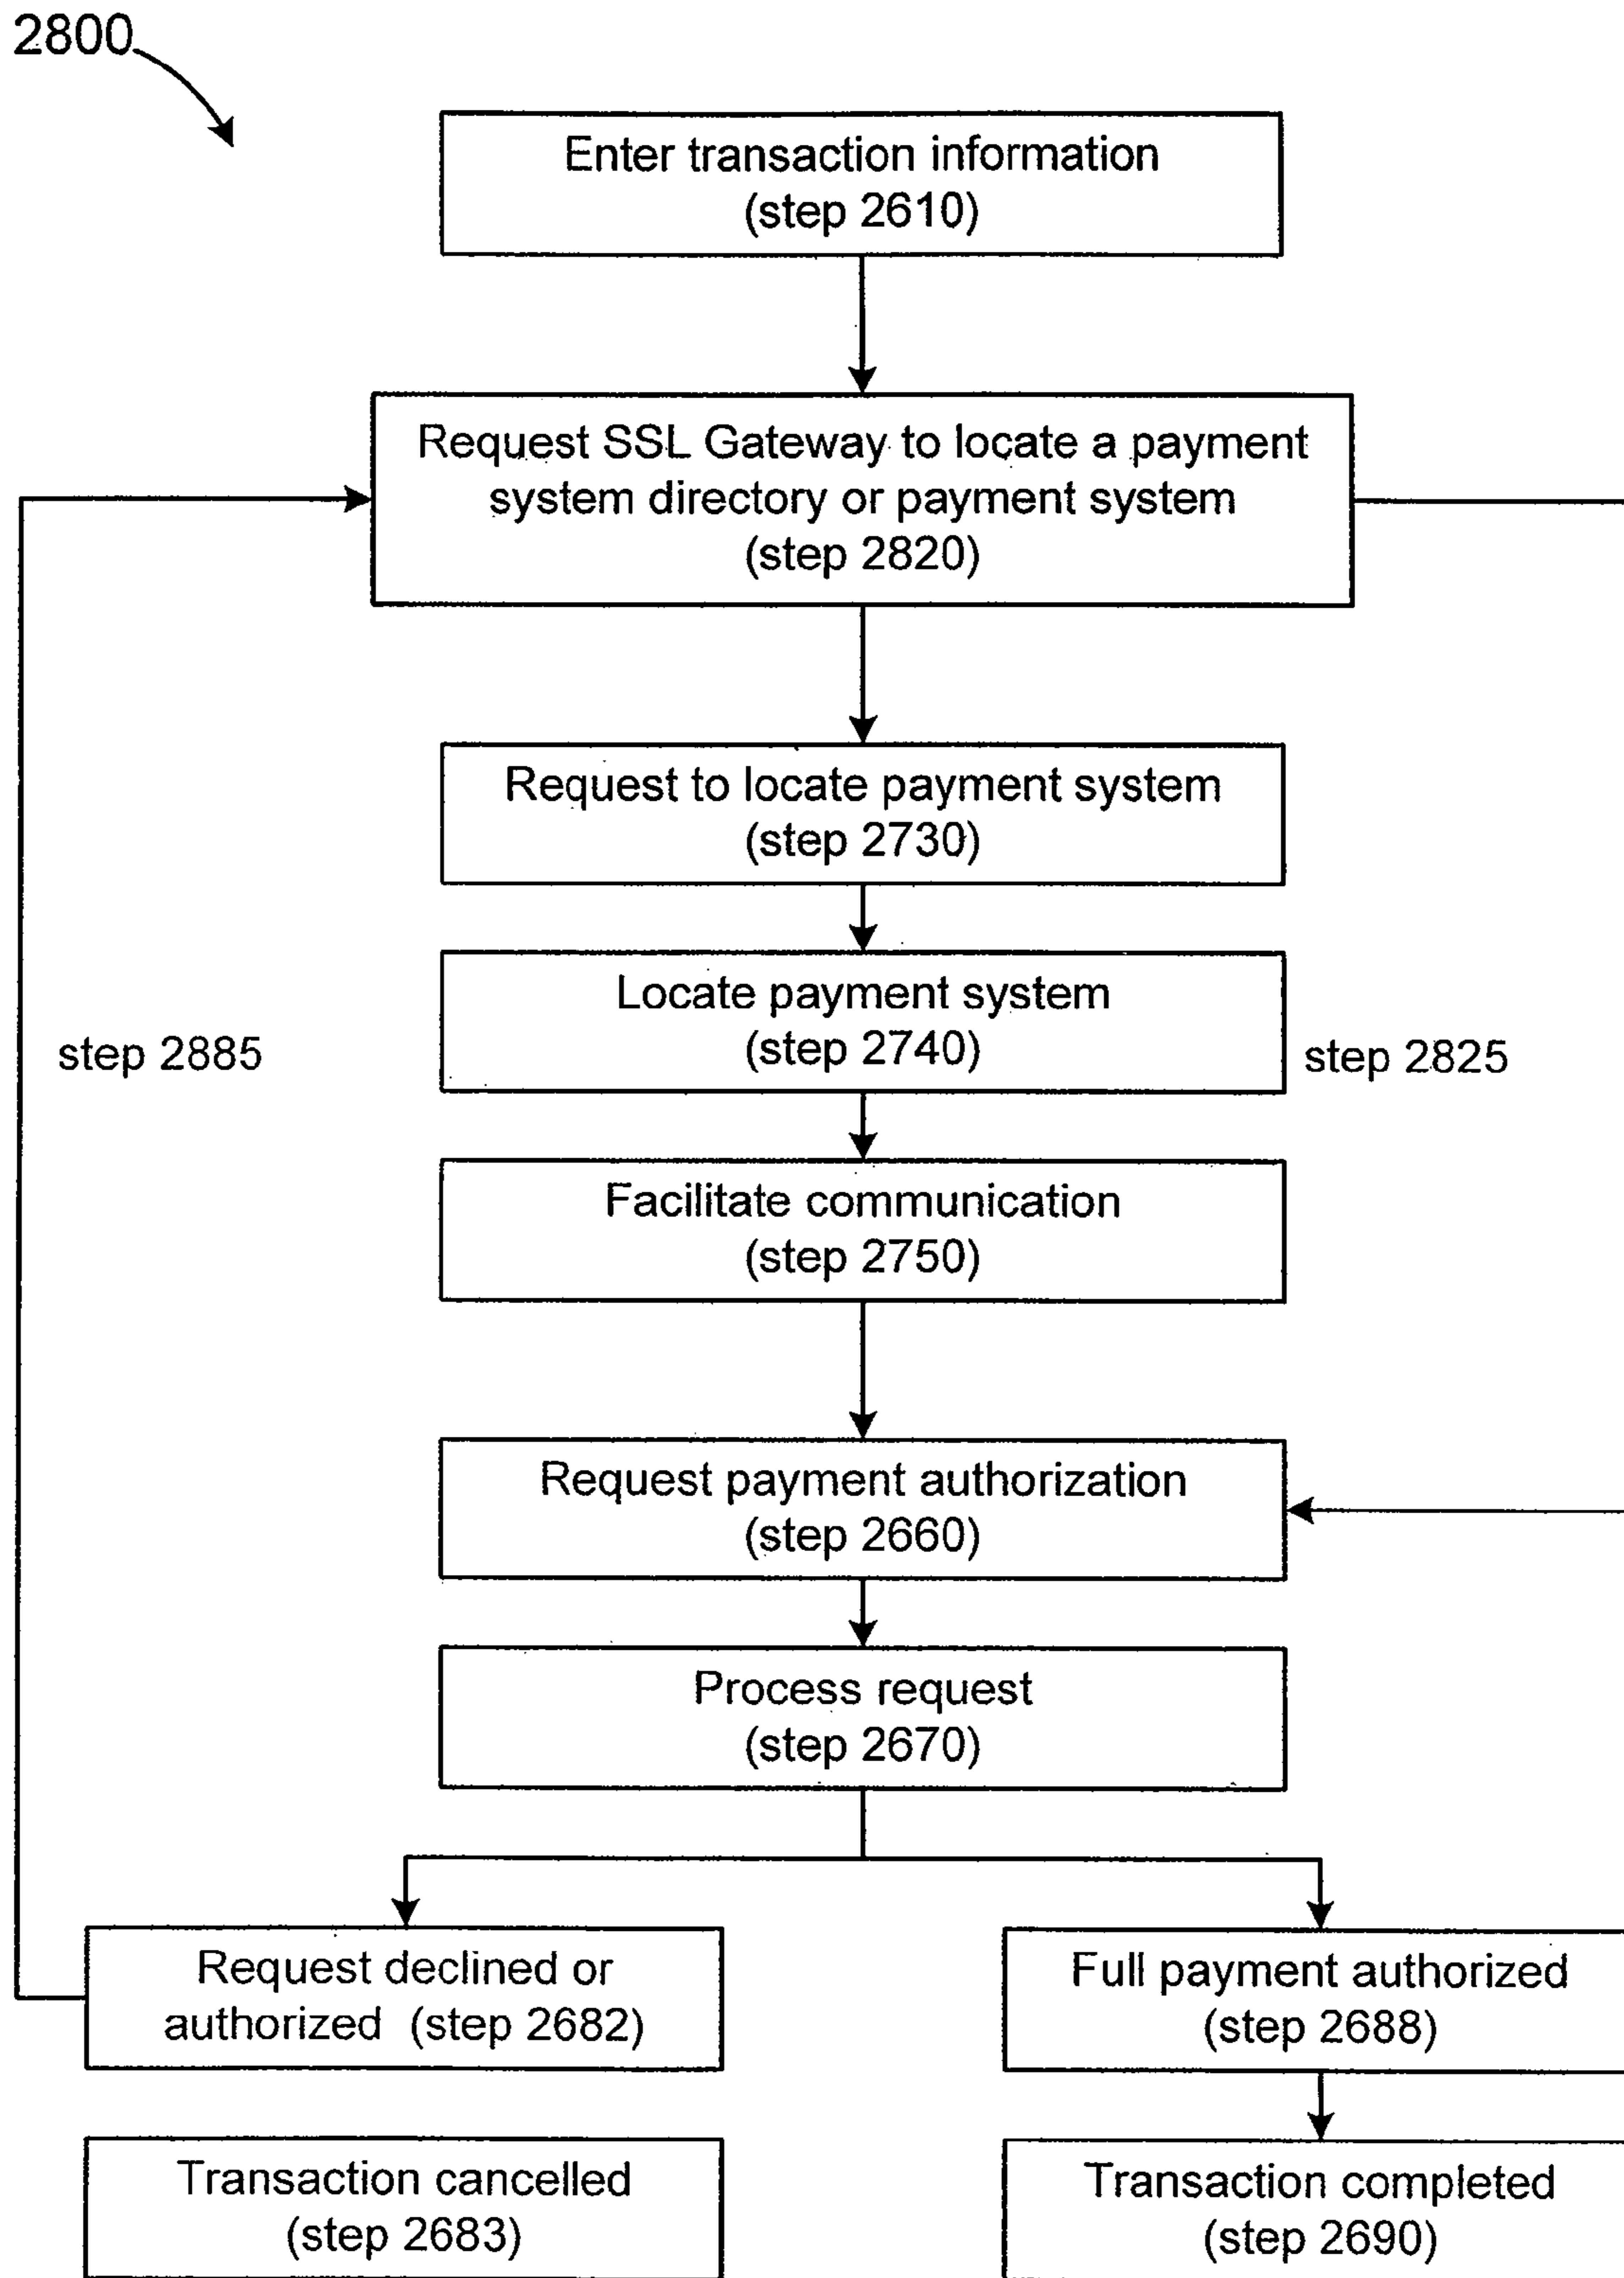 2800
Enter transaction information
(step 2610)
Request SSL Gateway to locate a payment
system directory or payment system
(step 2820)
Request to locate payment system
(step 2730)
Locate payment system
(step 2740)
step 2885
step 2825
Facilitate communication
(step 2750)
Request payment authorization
(step 2660)
Process request
(step 2670)
Request declined or
authorized (step 2682)
Full payment authorized
(step 2688)
Transaction cancelled
(step 2683)
Transaction completed
(step 2690)